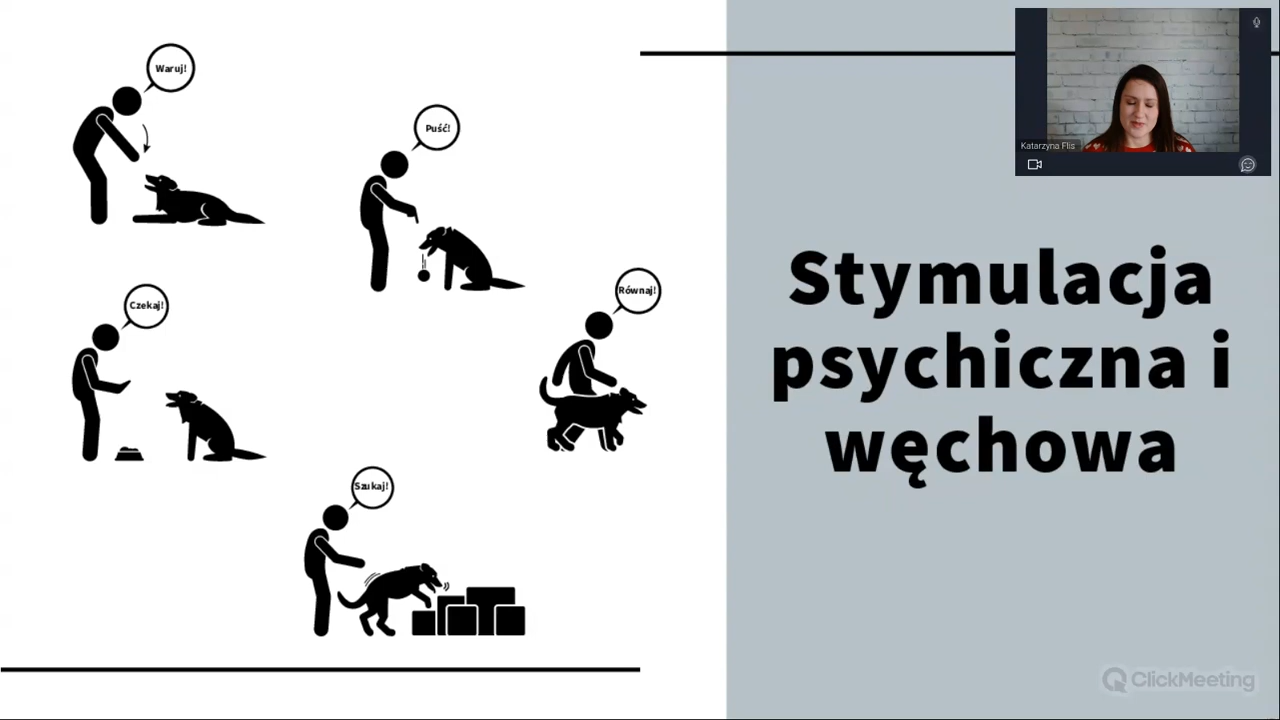 Waruj!
Puść!
Czekaj!
Równaj!
Szukaj!
Katarzyna Flis
Stymulacja
psychiczna i
węchowa
ClickMeeting